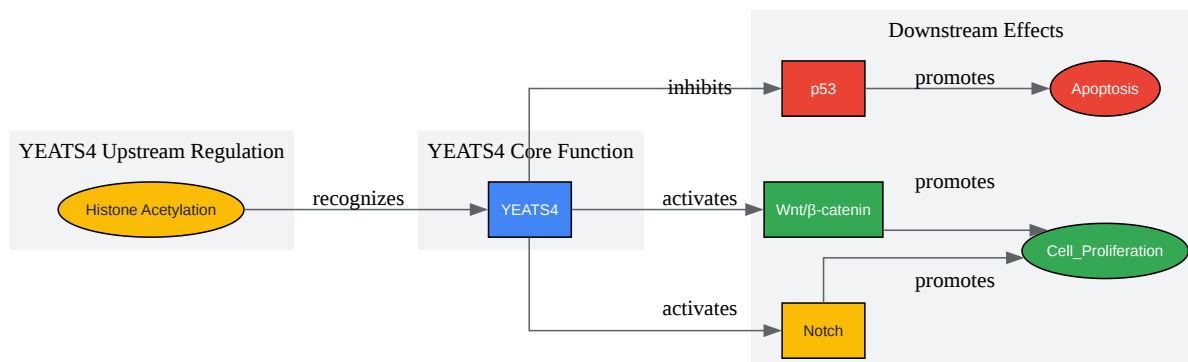 Downstream Effects
inhibits
p53
promotes
Apoptosis
YEATS4 Upstream Regulation
YEATS4 Core Function
Histone Acetylation
recognizes
YEATS4
activates
Wnt/β-catenin
promotes
Cell_Proliferation
promotes
activates
Notch